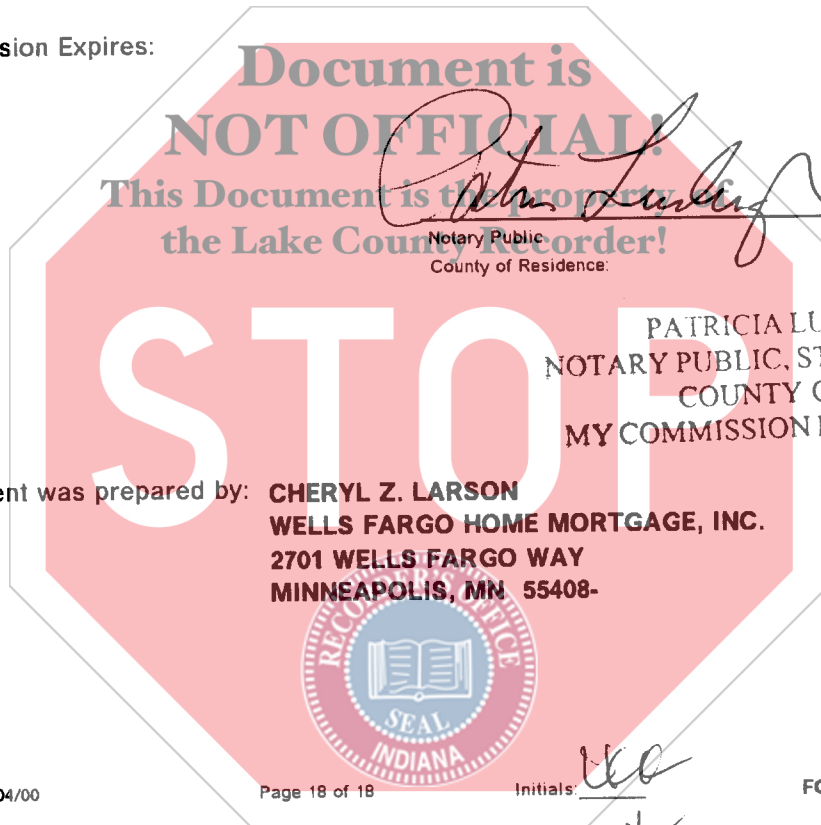 sion Expires:
Document is
NOT OFFICIAL!
This Document is the property of
the Lake County Recorder!
Notary Public
County of Residence:
PATRICIA LU
NOTARY PUBLIC, ST
COUNTY
MY COMMISSION
STOP
ent was prepared by: CHERYL Z. LARSON
WELLS FARGO HOME MORTGAGE, INC.
2701 WELLS FARGO WAY
MINNEAPOLIS, MN 55408-
RECORDER'S OFFICE
SEAL
INDIANA
04/00 Page 18 of 18 Initials: FO